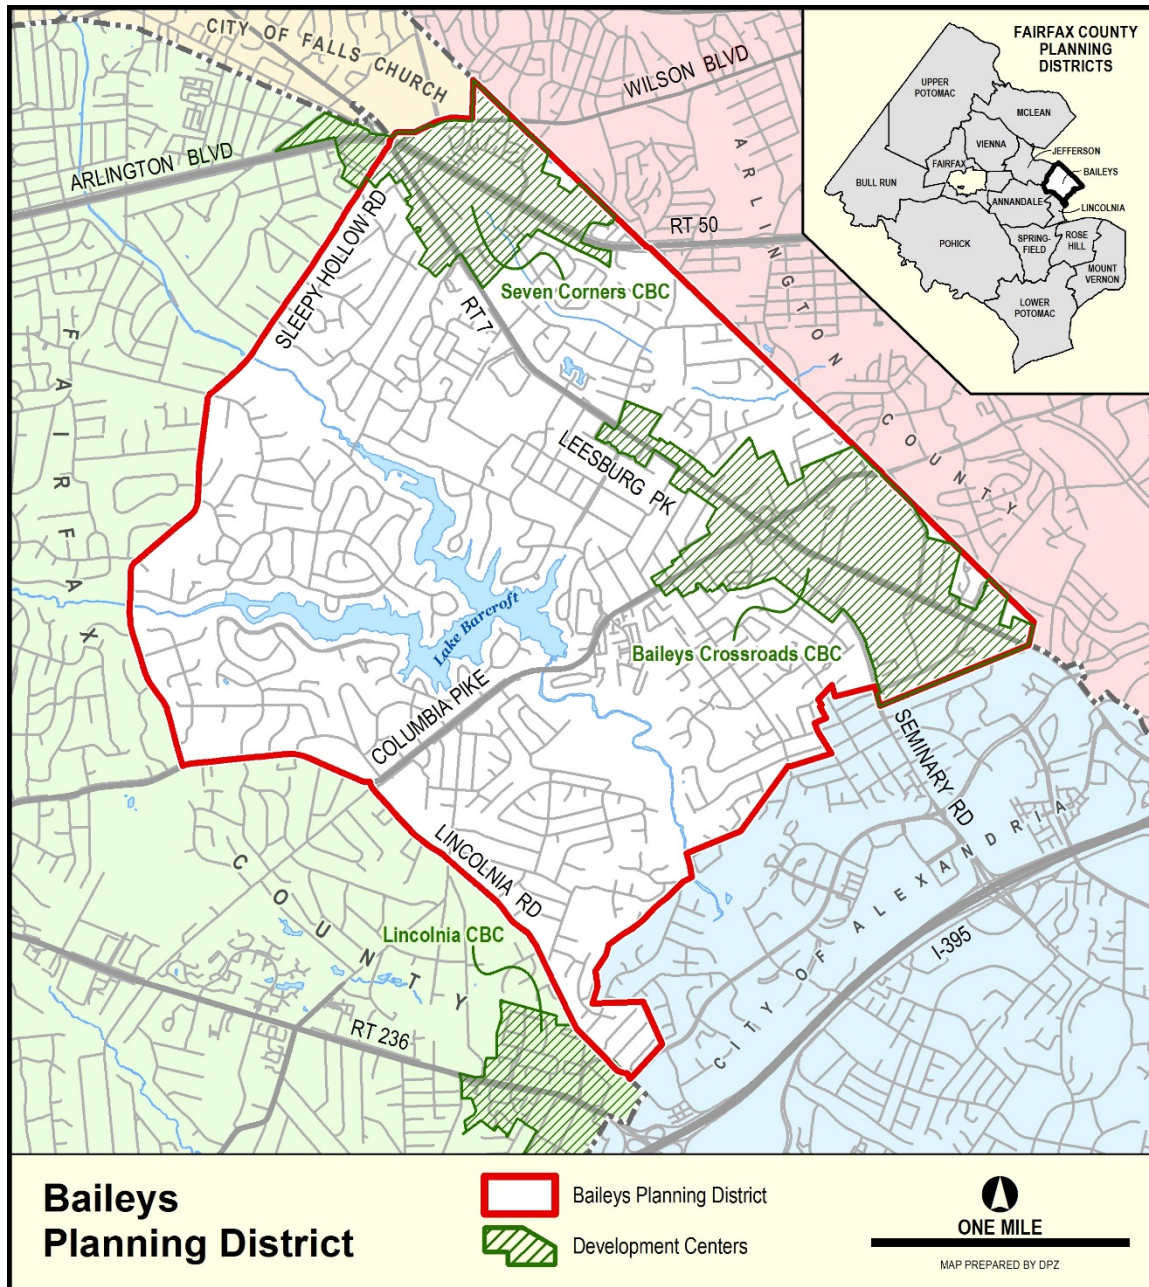 CITY OF FALLS CHURCH
WILSON BLVD
ARLINGTON BLVD
ARLINGTON COUNTY
RT 50
SLEEPY HOLLOW RD
Seven Corners CBC
RT 7
FAIRFAX
LEESBURG PK
Lake Barcroft
Baileys Crossroads CBC
COLUMBIA PIKE
SEMINARY RD
LINCOLNIA RD
COUNTY
Lincolnia CBC
CITY OF ALEXANDRIA
I-395
RT 236
FAIRFAX COUNTY
PLANNING
DISTRICTS
UPPER
POTOMAC
MCLEAN
VIENNA
JEFFERSON
FAIRFAX
BAILEYS
BULL RUN
ANNANDALE
LINCOLNIA
POHICK
SPRING-
FIELD
ROSE
HILL
MOUNT
VERNON
LOWER
POTOMAC
Baileys
Planning District
Baileys Planning District
Development Centers
ONE MILE
MAP PREPARED BY DPZ